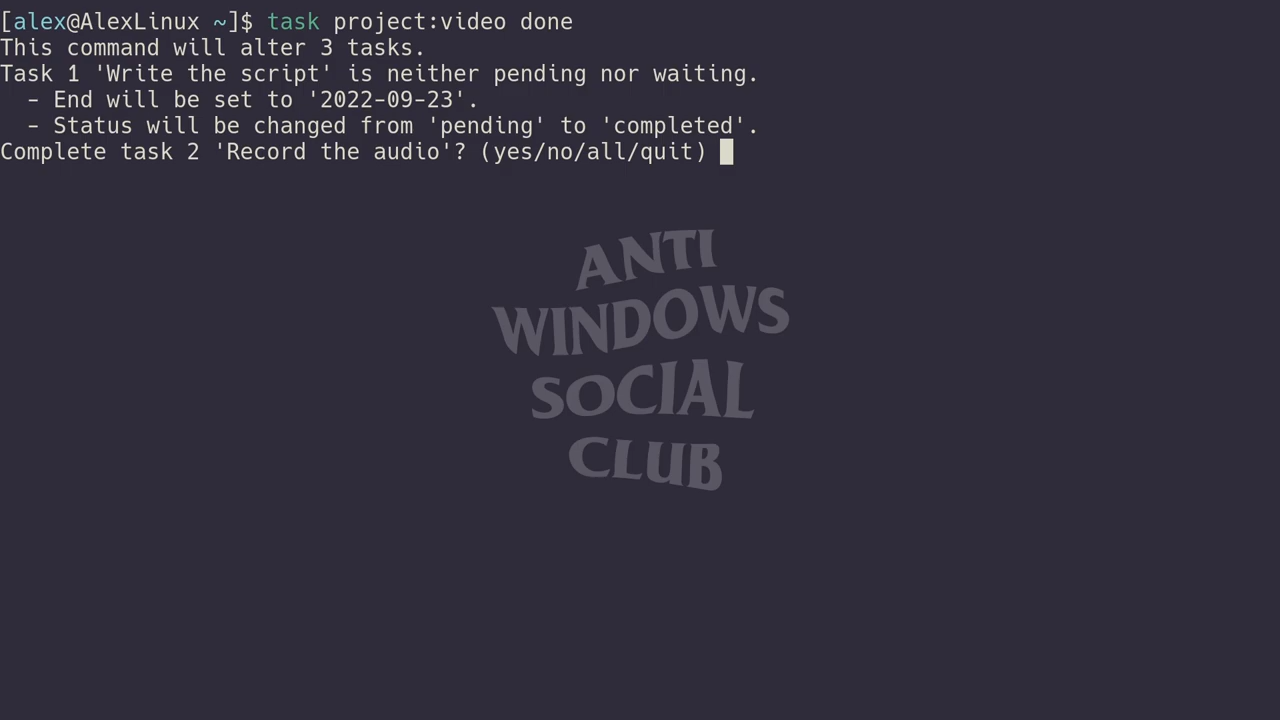 [alex@AlexLinux ~]$ task project:video done
This command will alter 3 tasks.
Task 1 'Write the script' is neither pending nor waiting.
  - End will be set to '2022-09-23'.
  - Status will be changed from 'pending' to 'completed'.
Complete task 2 'Record the audio'? (yes/no/all/quit)
ANTI
WINDOWS
SOCIAL
CLUB